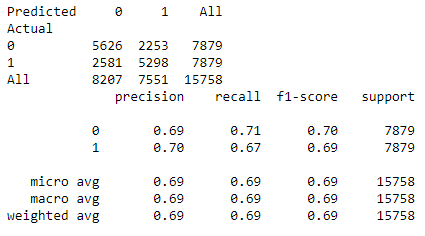 Predicted 0 1 All
Actual
0 5626 2253 7879
1 2581 5298 7879
All 8207 7551 15758
precision recall f1-score support
0 0.69 0.71 0.70 7879
1 0.70 0.67 0.69 7879
micro avg 0.69 0.69 0.69 15758
macro avg 0.69 0.69 0.69 15758
weighted avg 0.69 0.69 0.69 15758